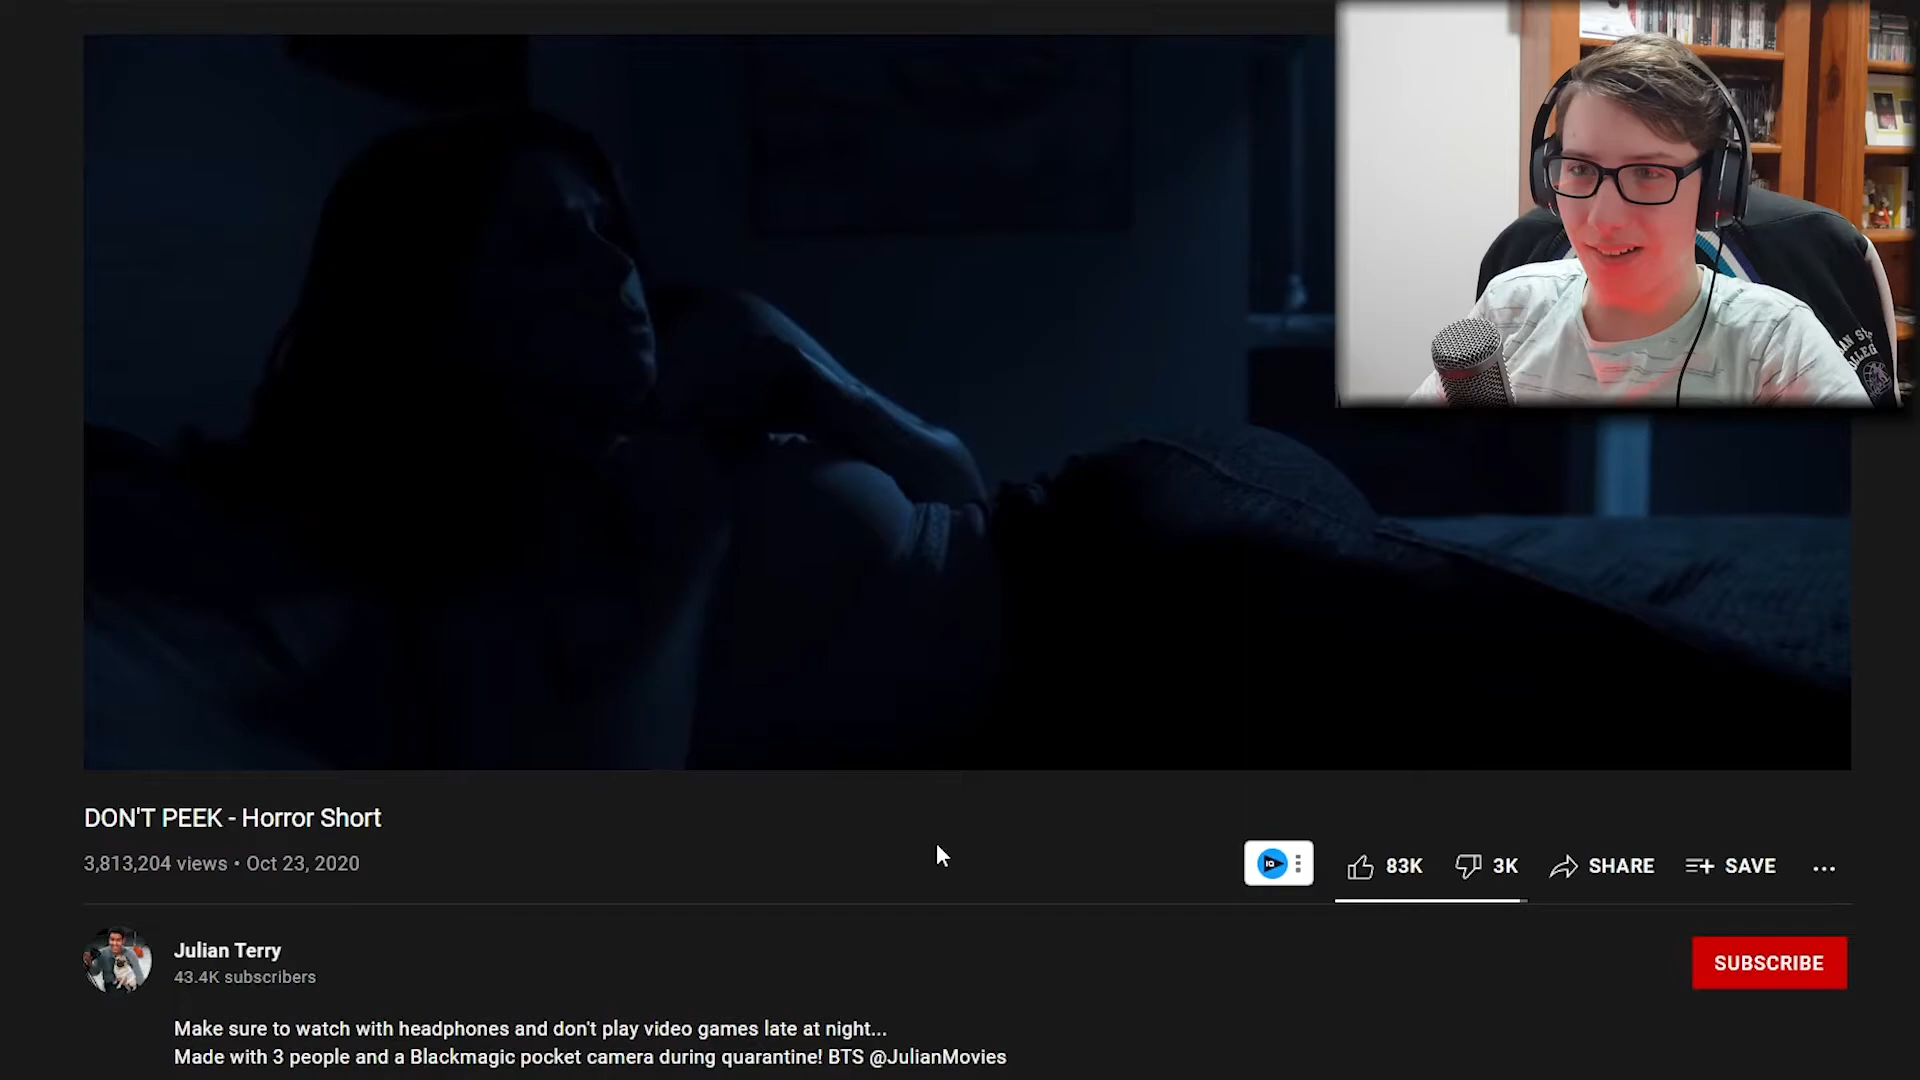 DON'T PEEK - Horror Short
3,813,204 views • Oct 23, 2020
83K
3K
SHARE
SAVE
Julian Terry
43.4K subscribers
SUBSCRIBE
Make sure to watch with headphones and don't play video games late at night...
Made with 3 people and a Blackmagic pocket camera during quarantine! BTS @JulianMovies